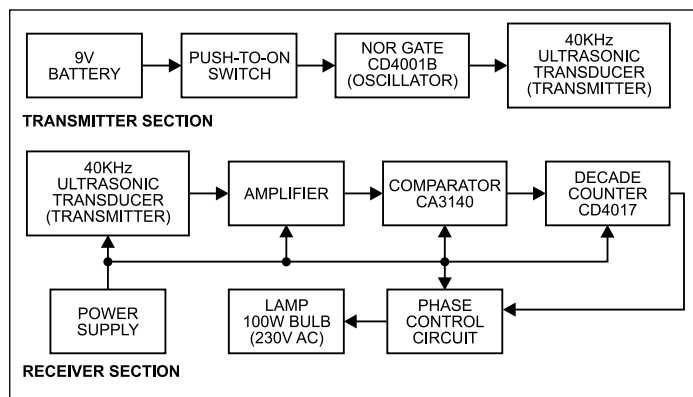 9V
BATTERY
PUSH-TO-ON
SWITCH
NOR GATE
CD4001B
(OSCILLATOR)
40KHz
ULTRASONIC
TRANSDUCER
(TRANSMITTER)
TRANSMITTER SECTION
40KHz
ULTRASONIC
TRANSDUCER
(TRANSMITTER)
AMPLIFIER
COMPARATOR
CA3140
DECADE
COUNTER
CD4017
POWER
SUPPLY
LAMP
100W BULB
(230V AC)
PHASE
CONTROL
CIRCUIT
RECEIVER SECTION